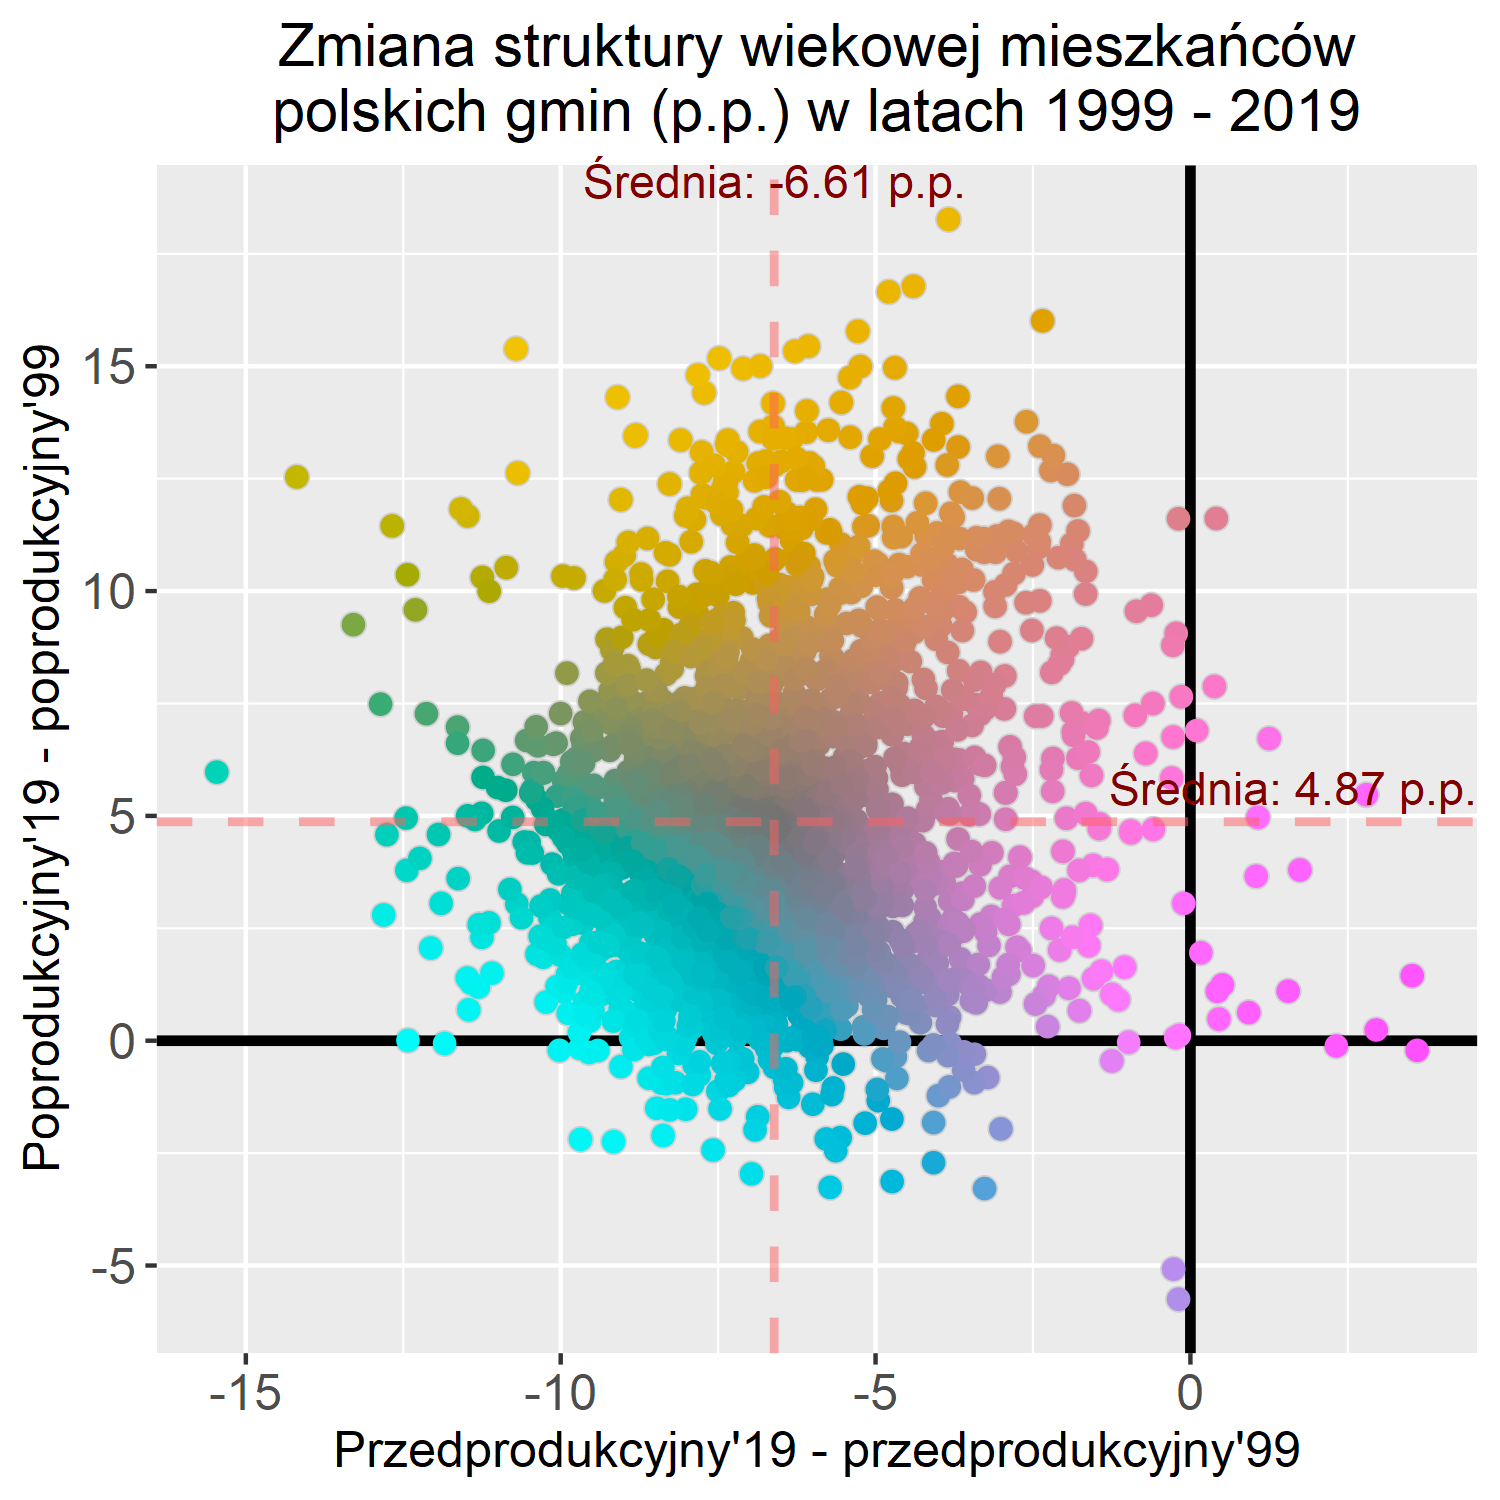 Zmiana struktury wiekowej mieszkańców
polskich gmin (p.p.) w latach 1999 - 2019
Średnia: -6.61 p.p.
Poprodukcyjny'19 - poprodukcyjny'99
15
10
Średnia: 4.87 p.p.
5
0
-5
-15
-10
-5
0
Przedprodukcyjny'19 - przedprodukcyjny'99